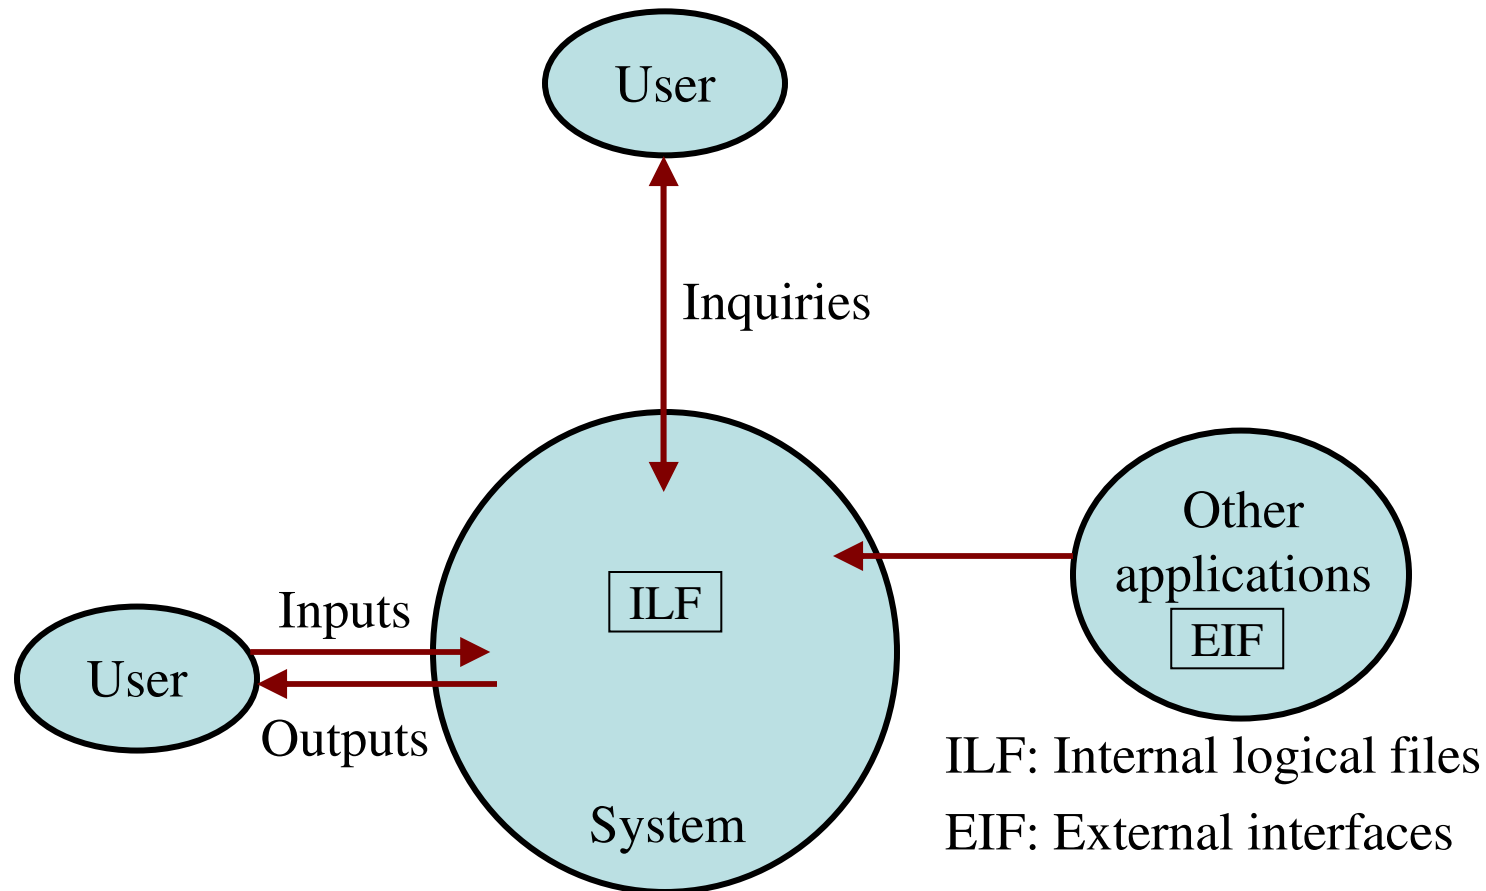 User
Inquiries
Other
applications
EIF
ILF
Inputs
User
Outputs
System
ILF: Internal logical files
EIF: External interfaces